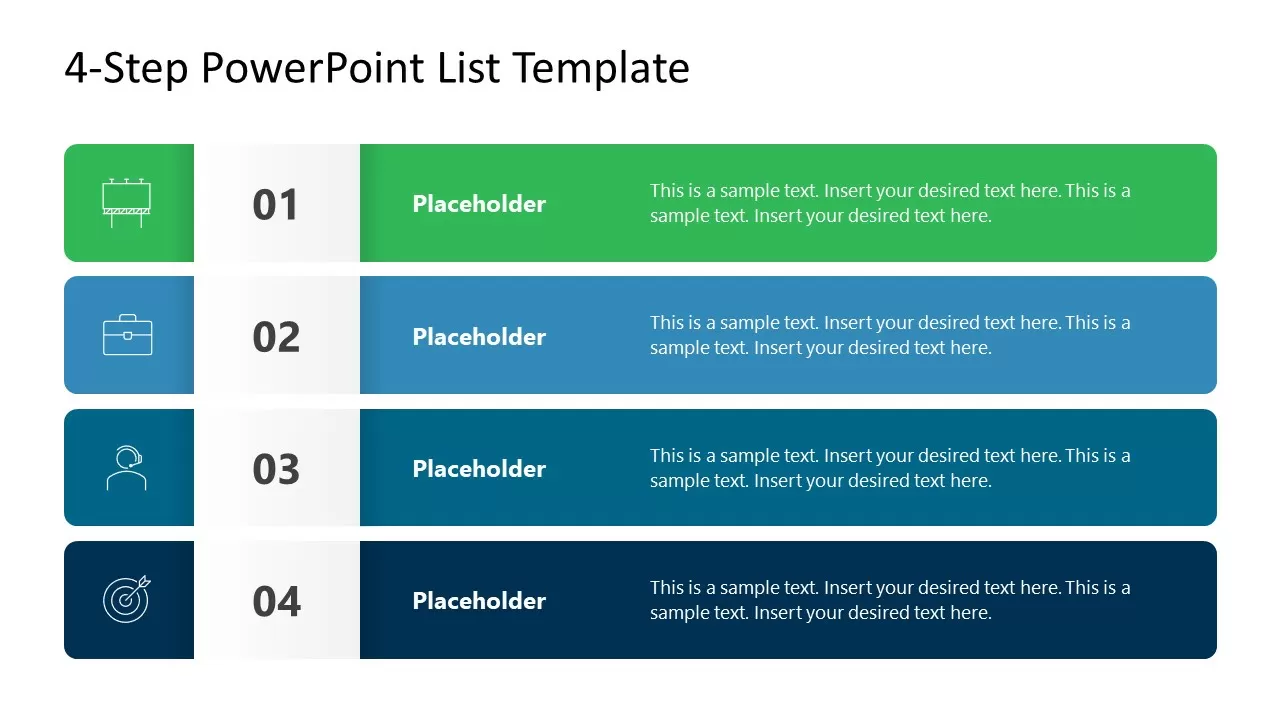 4-Step PowerPoint List Template
01
Placeholder
This is a sample text. Insert your desired text here. This is a
sample text. Insert your desired text here.
02
Placeholder
This is a sample text. Insert your desired text here. This is a
sample text. Insert your desired text here.
03
Placeholder
This is a sample text. Insert your desired text here. This is a
sample text. Insert your desired text here.
04
Placeholder
This is a sample text. Insert your desired text here. This is a
sample text. Insert your desired text here.